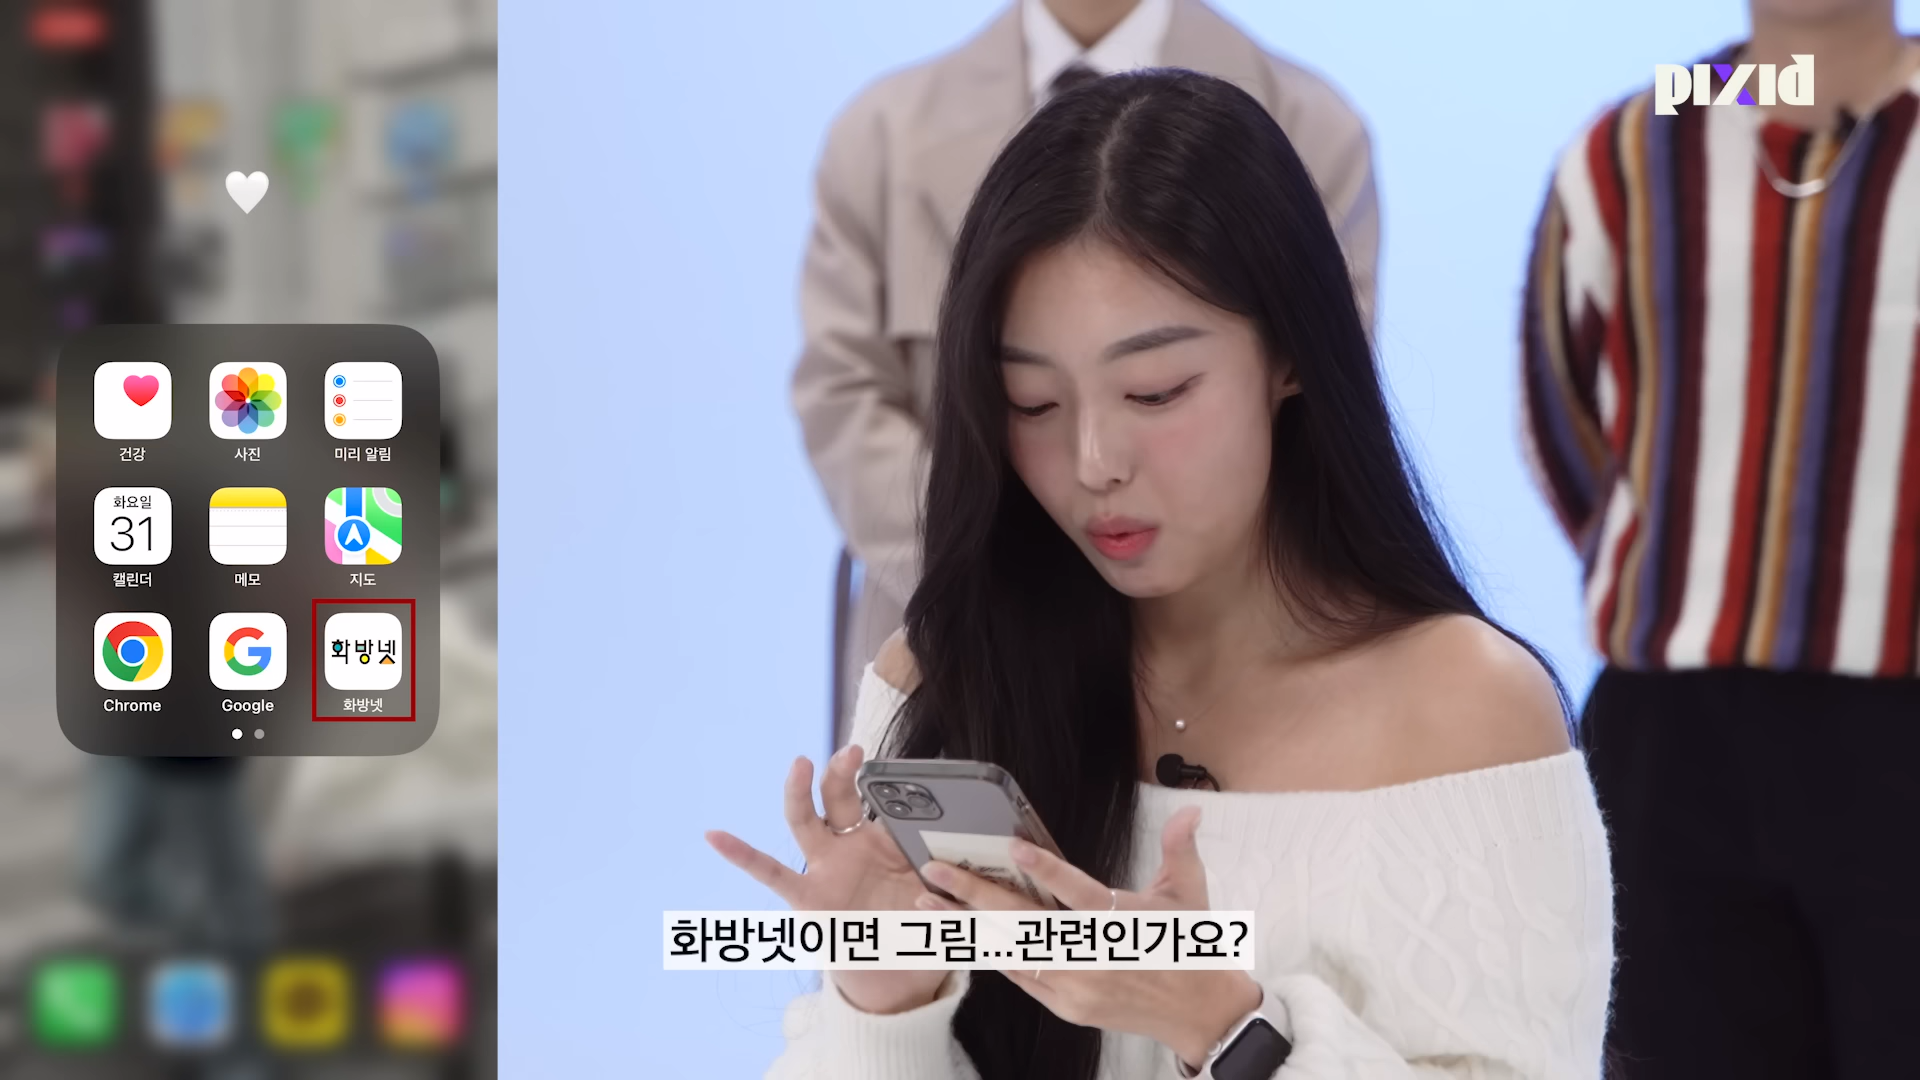 pixid
건강
사진
미리 알림
화요일
31
캘린더
메모
지도
화방넷
Chrome
Google
화방넷
화방넷이면 그림...관련인가요?